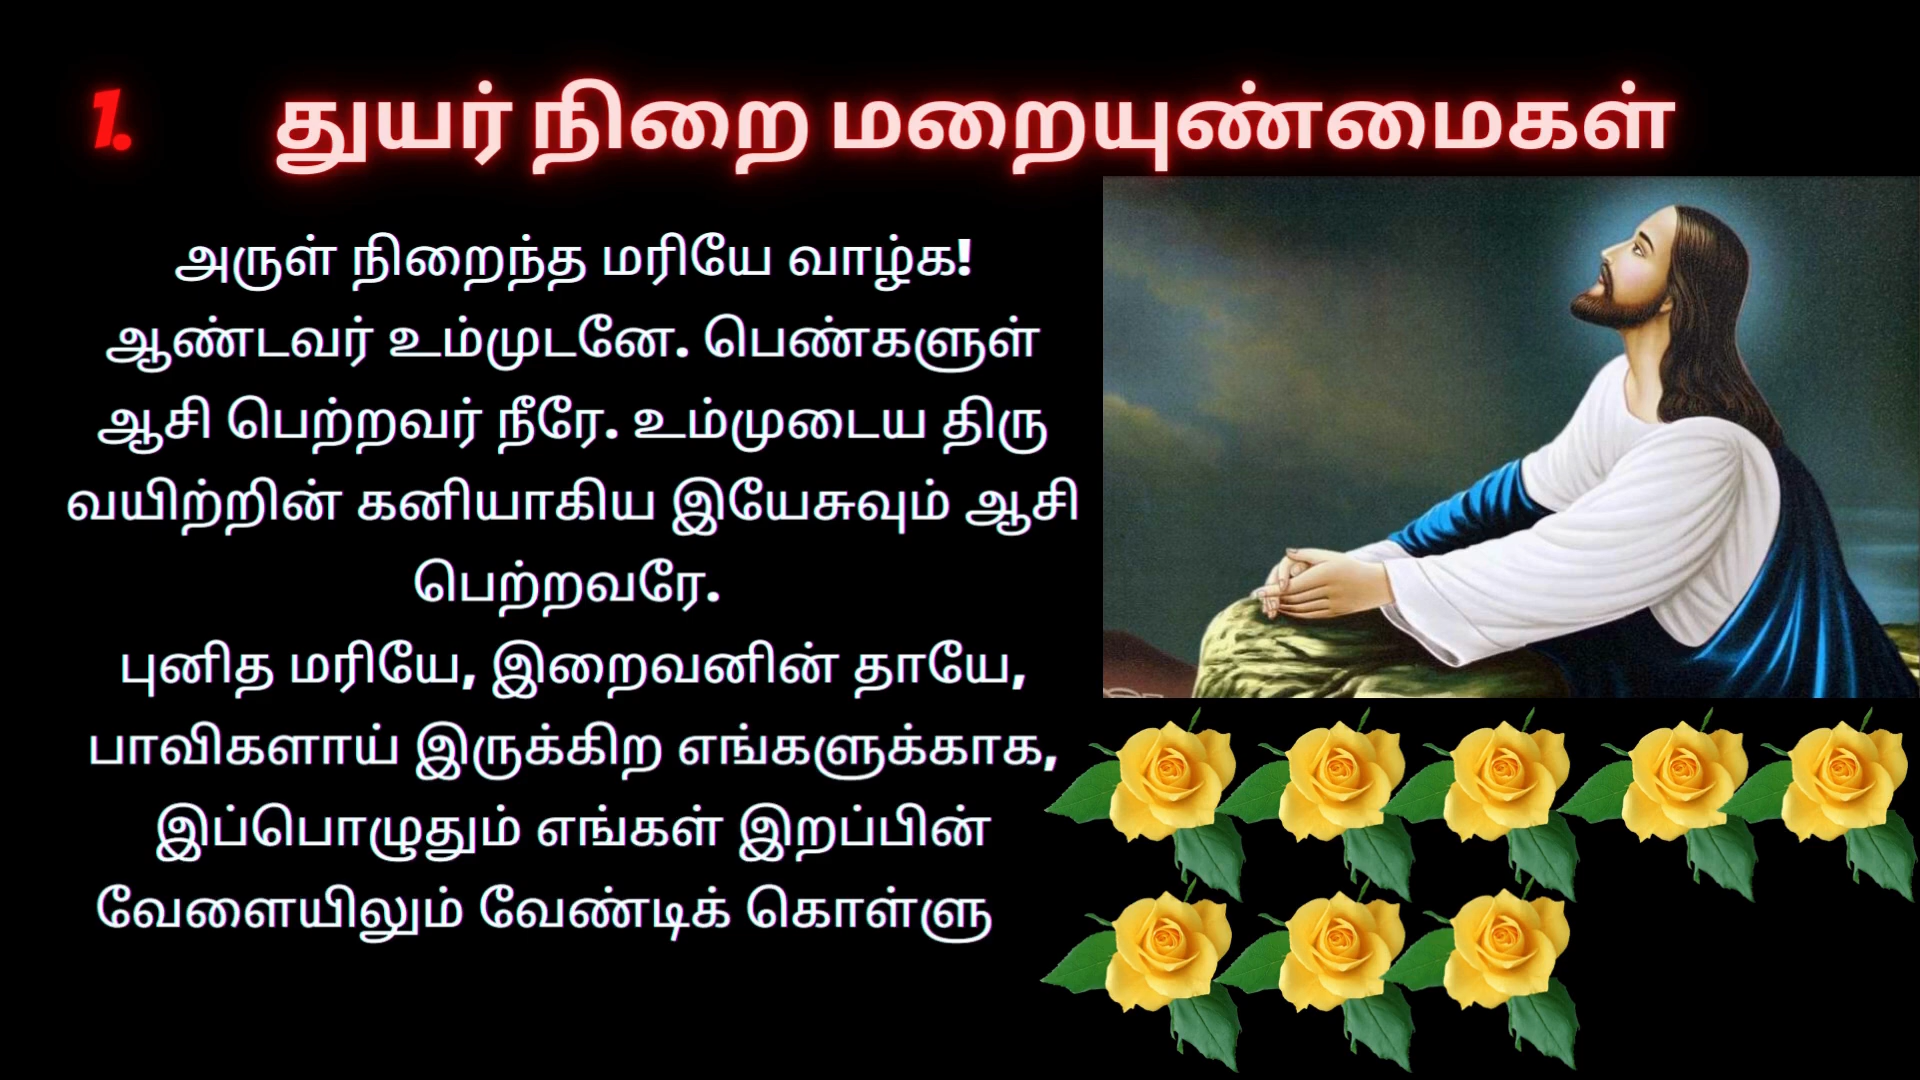 1. துயர் நிறை மறையுண்மைகள்
அருள் நிறைந்த மரியே வாழ்க!
ஆண்டவர் உம்முடனே. பெண்களுள்
ஆசி பெற்றவர் நீரே. உம்முடைய திரு
வயிற்றின் கனியாகிய இயேசுவும் ஆசி
பெற்றவரே.
புனித மரியே, இறைவனின் தாயே,
பாவிகளாய் இருக்கிற எங்களுக்காக,
இப்பொழுதும் எங்கள் இறப்பின்
வேளையிலும் வேண்டிக் கொள்ளு